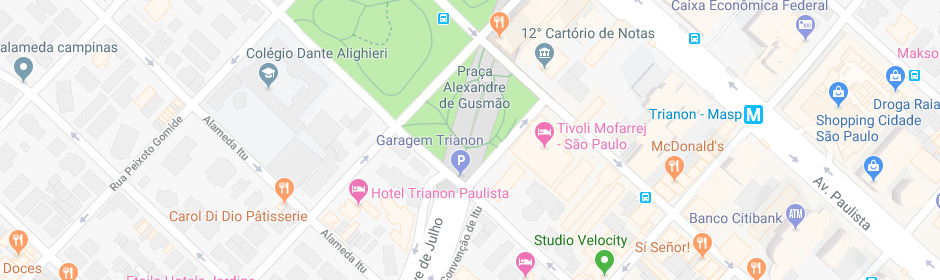 Caixa Econômica Federal
12° Cartório de Notas
alameda campinas
Colégio Dante Alighieri
Makso
Praça
Alexandre
de Gusmão
Droga Raia
Trianon - Masp
M
Shopping Cidade
São Paulo
Alameda Itu
Garagem Trianon
P
Tivoli Mofarrej
- São Paulo
McDonald's
Rua Peixoto Gomide
Hotel Trianon Paulista
Av. Paulista
Carol Di Dio Pâtisserie
Banco Citibank
ATM
Alameda Itu
ve de Julho
Convenção de Itu
Studio Velocity
Sí Señor!
Doces